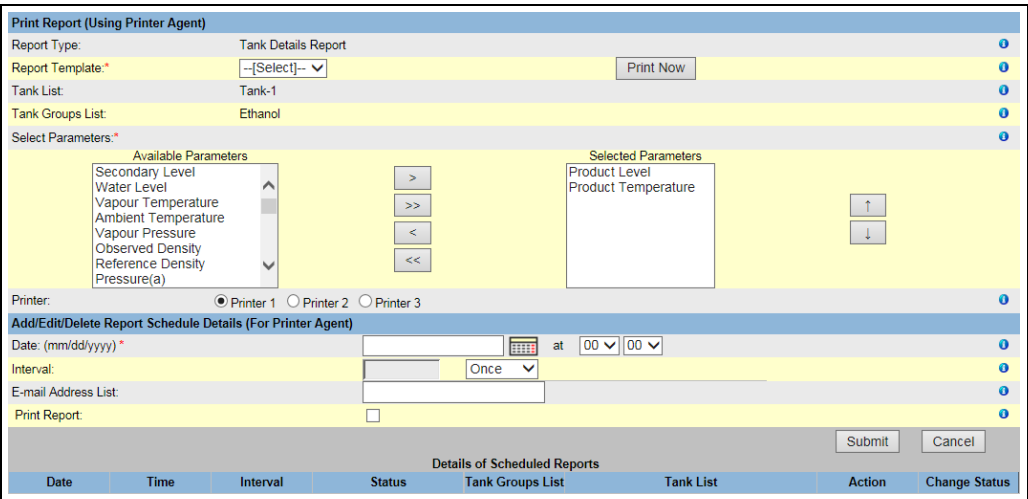 Print Report (Using Printer Agent)
Report Type: Tank Details Report
Report Template:* --[Select]-- Print Now
Tank List: Tank-1
Tank Groups List: Ethanol
Select Parameters:*
Available Parameters Selected Parameters
Secondary Level
Water Level
Vapour Temperature
Ambient Temperature
Vapour Pressure
Observed Density
Reference Density
Pressure(a)
>
>>
<
<<
Product Level
Product Temperature
↑
↓
Printer: Printer 1 Printer 2 Printer 3
Add/Edit/Delete Report Schedule Details (For Printer Agent)
Date: (mm/dd/yyyy) * at 00 00
Interval: Once
E-mail Address List:
Print Report:
Submit Cancel
Details of Scheduled Reports
Date Time Interval Status Tank Groups List Tank List Action Change Status